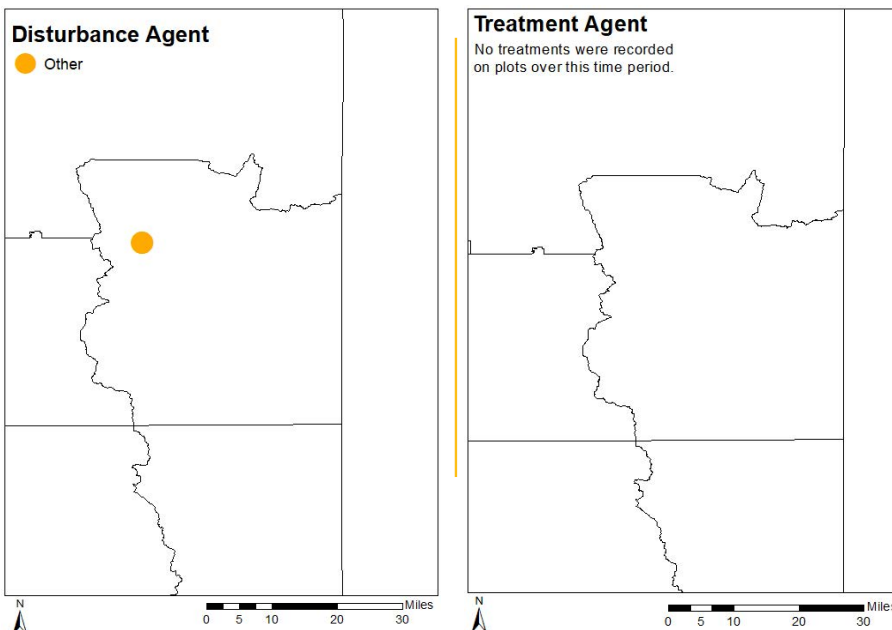 Disturbance Agent
Other
N
0 5 10 20 30
Miles
Treatment Agent
No treatments were recorded
on plots over this time period.
N
0 5 10 20 30
Miles